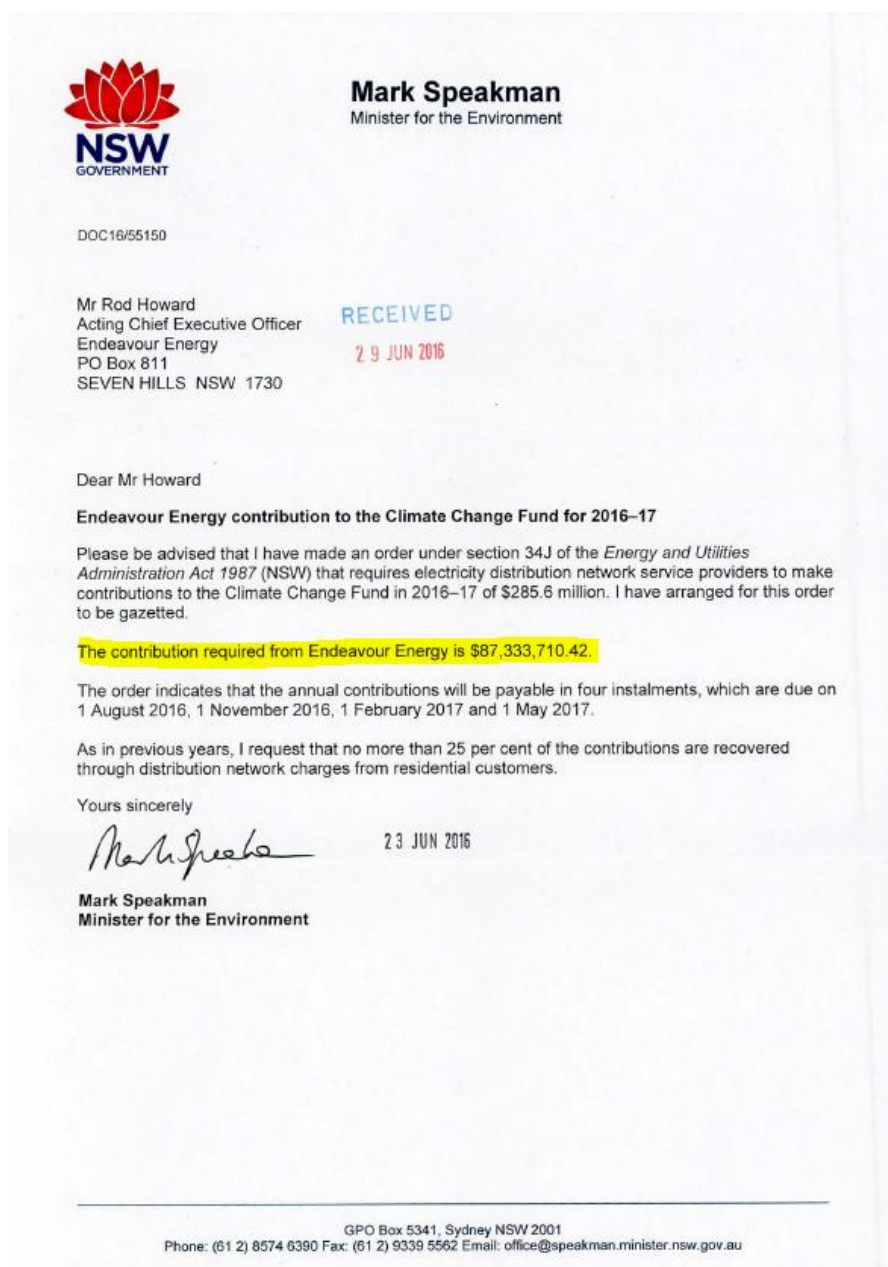 Mark Speakman
Minister for the Environment
NSW
GOVERNMENT
DOC16/55150
Mr Rod Howard
Acting Chief Executive Officer
Endeavour Energy
PO Box 811
SEVEN HILLS NSW 1730
RECEIVED
29 JUN 2016
Dear Mr Howard
Endeavour Energy contribution to the Climate Change Fund for 2016–17
Please be advised that I have made an order under section 34J of the Energy and Utilities
Administration Act 1987 (NSW) that requires electricity distribution network service providers to make
contributions to the Climate Change Fund in 2016–17 of $285.6 million. I have arranged for this order
to be gazetted.
The contribution required from Endeavour Energy is $87,333,710.42.
The order indicates that the annual contributions will be payable in four instalments, which are due on
1 August 2016, 1 November 2016, 1 February 2017 and 1 May 2017.
As in previous years, I request that no more than 25 per cent of the contributions are recovered
through distribution network charges from residential customers.
Yours sincerely
23 JUN 2016
Mark Speakman
Minister for the Environment
GPO Box 5341, Sydney NSW 2001
Phone: (61 2) 8574 6390 Fax: (61 2) 9339 5562 Email: office@speakman.minister.nsw.gov.au